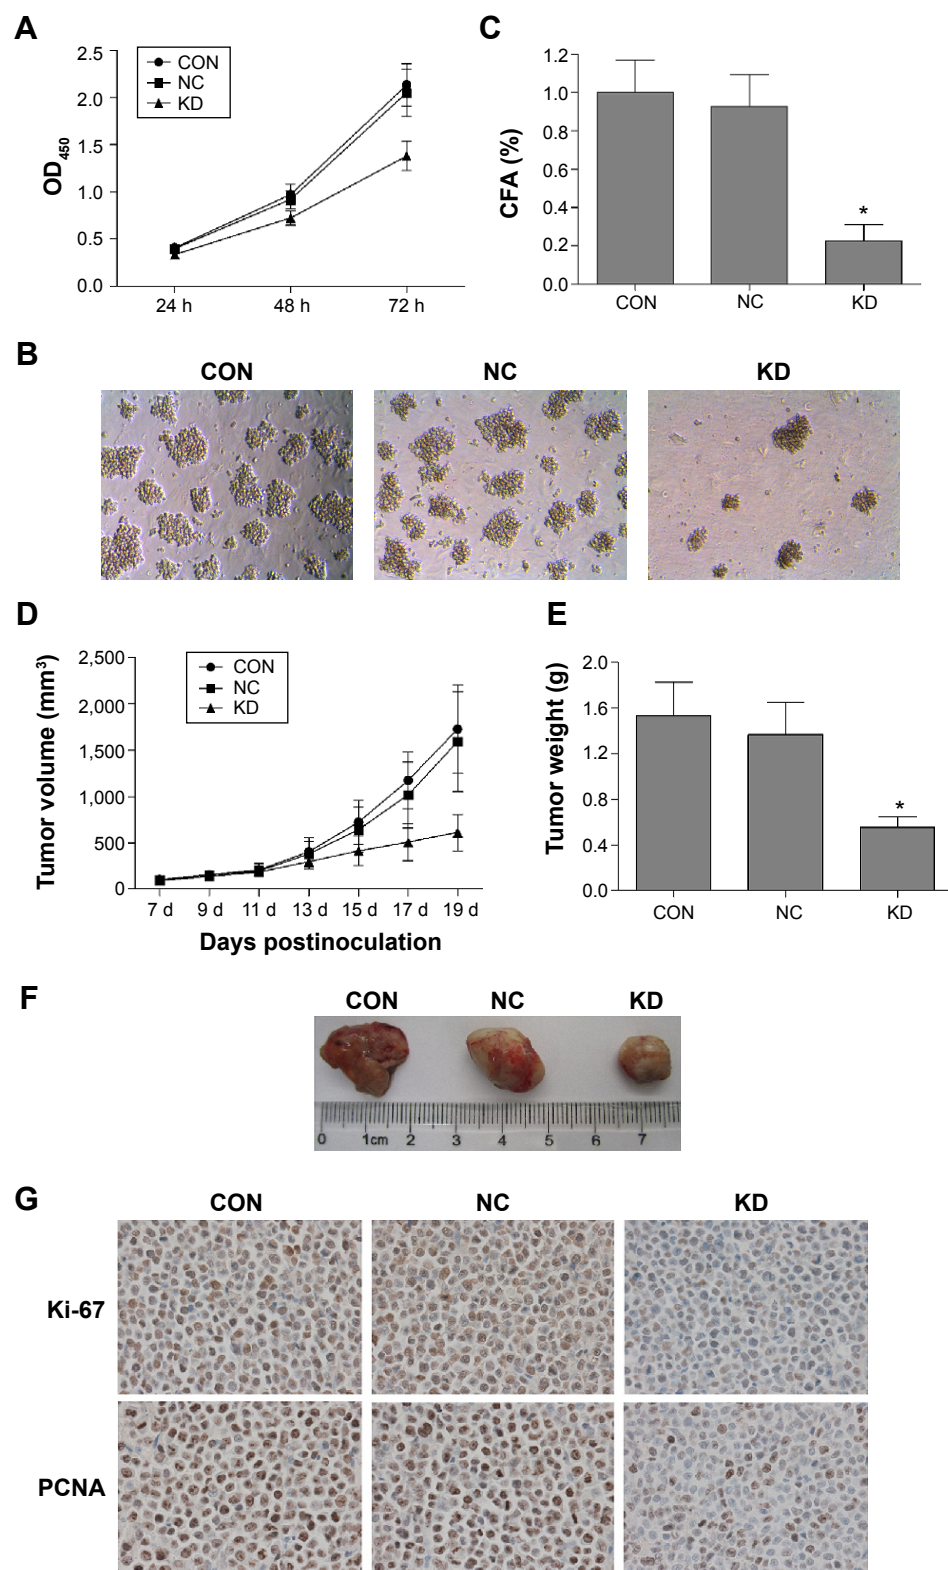 A
2.5
2.0
1.5
1.0
0.5
0.0
OD450
CON
NC
KD
24 h 48 h 72 h
C
1.2
1.0
0.8
0.6
0.4
0.2
0.0
CFA (%)
*
CON NC KD
B
CON NC KD
D
2,500
2,000
1,500
1,000
500
0
Tumor volume (mm3)
CON
NC
KD
7 d 9 d 11 d 13 d 15 d 17 d 19 d
Days postinoculation
E
2.0
1.6
1.2
0.8
0.4
0.0
Tumor weight (g)
*
CON NC KD
F
CON NC KD
0 1cm 2 3 4 5 6 7
G
CON NC KD
Ki-67
PCNA